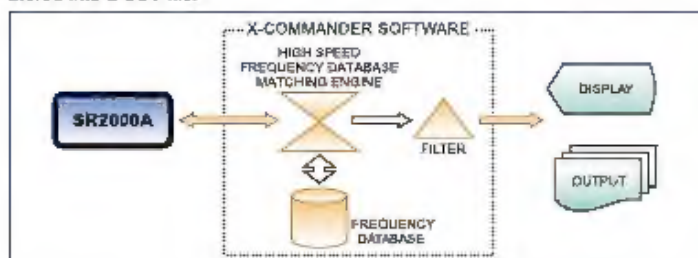 X-COMMANDER SOFTWARE
HIGH SPEED
FREQUENCY DATABASE
MATCHING ENGINE
SR2000A
FILTER
DISPLAY
OUTPUT
FREQUENCY
DATABASE